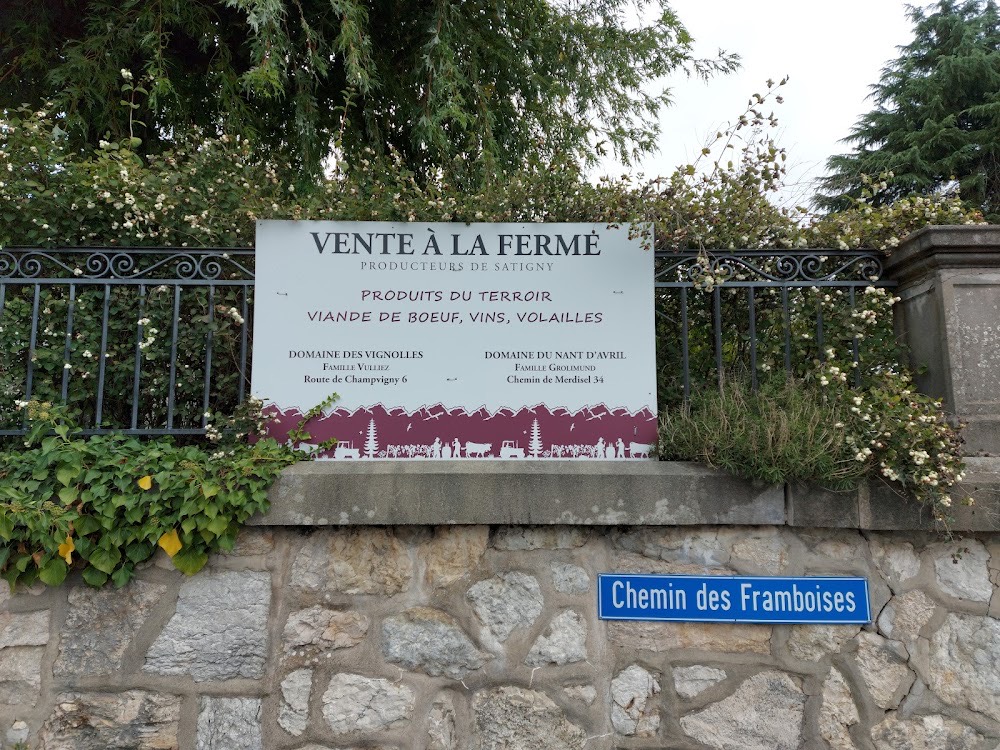 VENTE À LA FERME
PRODUCTEURS DE SATIGNY
PRODUITS DU TERROIR
VIANDE DE BOEUF, VINS, VOLAILLES
DOMAINE DES VIGNOLLES
FAMILLE VULLIEZ
Route de Champvigny 6
DOMAINE DU NANT D'AVRIL
FAMILLE GROLIMUND
Chemin de Merdisel 34
Chemin des Framboises